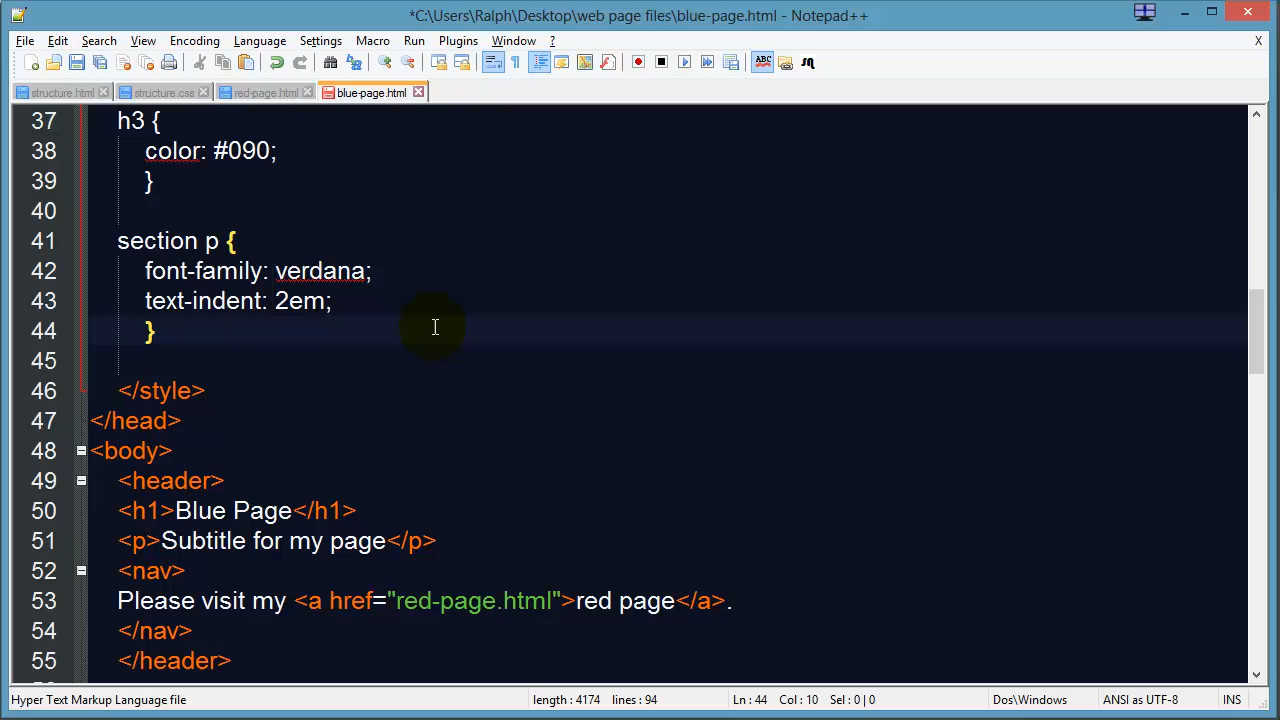 *C:\Users\Ralph\Desktop\web page files\blue-page.html - Notepad++
File Edit Search View Encoding Language Settings Macro Run Plugins Window ? X
structure.html structure.css red-page.html blue-page.html
37 h3 {
38 color: #090;
39 }
40
41 section p {
42 font-family: verdana;
43 text-indent: 2em;
44 }
45
46 </style>
47 </head>
48 <body>
49 <header>
50 <h1>Blue Page</h1>
51 <p>Subtitle for my page</p>
52 <nav>
53 Please visit my <a href="red-page.html">red page</a>.
54 </nav>
55 </header>
Hyper Text Markup Language file length : 4174 lines : 94 Ln : 44 Col : 10 Sel : 0 | 0 Dos\Windows ANSI as UTF-8 INS